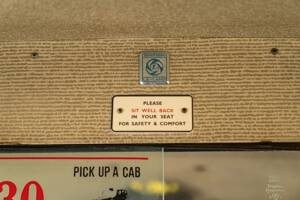 PLEASE
SIT WELL BACK
IN YOUR SEAT
FOR SAFETY & COMFORT
PICK UP A CAB
30